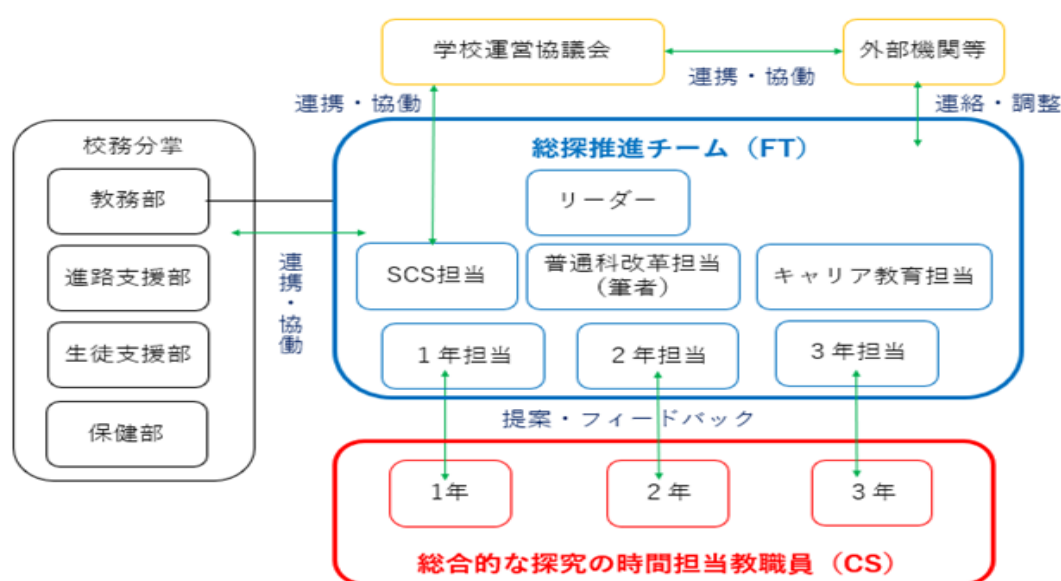 学校運営協議会
外部機関等
連携・協働
連携・協働
連絡・調整
校務分掌
教務部
進路支援部
生徒支援部
保健部
連携・協働
総探推進チーム（FT）
リーダー
SCS担当
普通科改革担当
（筆者）
キャリア教育担当
1年担当
2年担当
3年担当
提案・フィードバック
1年
2年
3年
総合的な探究の時間担当教職員（CS）